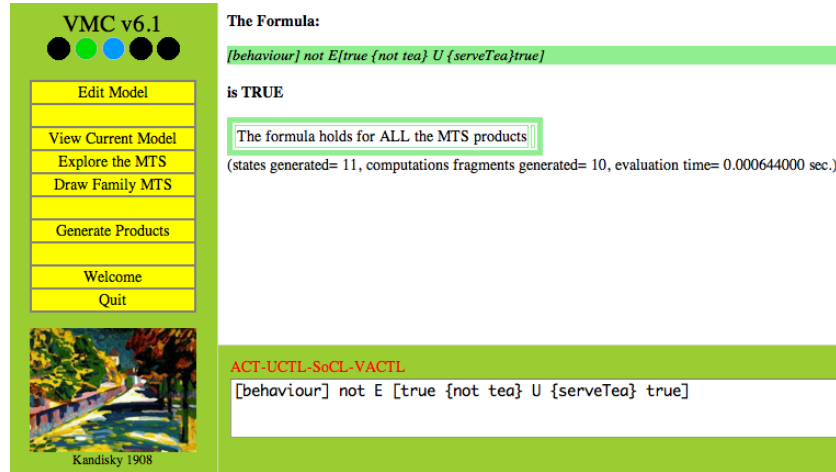 VMC v6.1
Edit Model
View Current Model
Explore the MTS
Draw Family MTS
Generate Products
Welcome
Quit
Kandisky 1908
The Formula:
[behaviour] not E[true {not tea} U {serveTea}true]
is TRUE
The formula holds for ALL the MTS products
(states generated= 11, computations fragments generated= 10, evaluation time= 0.000644000 sec.)
ACT-UCTL-SoCL-VACTL
[behaviour] not E [true {not tea} U {serveTea} true]